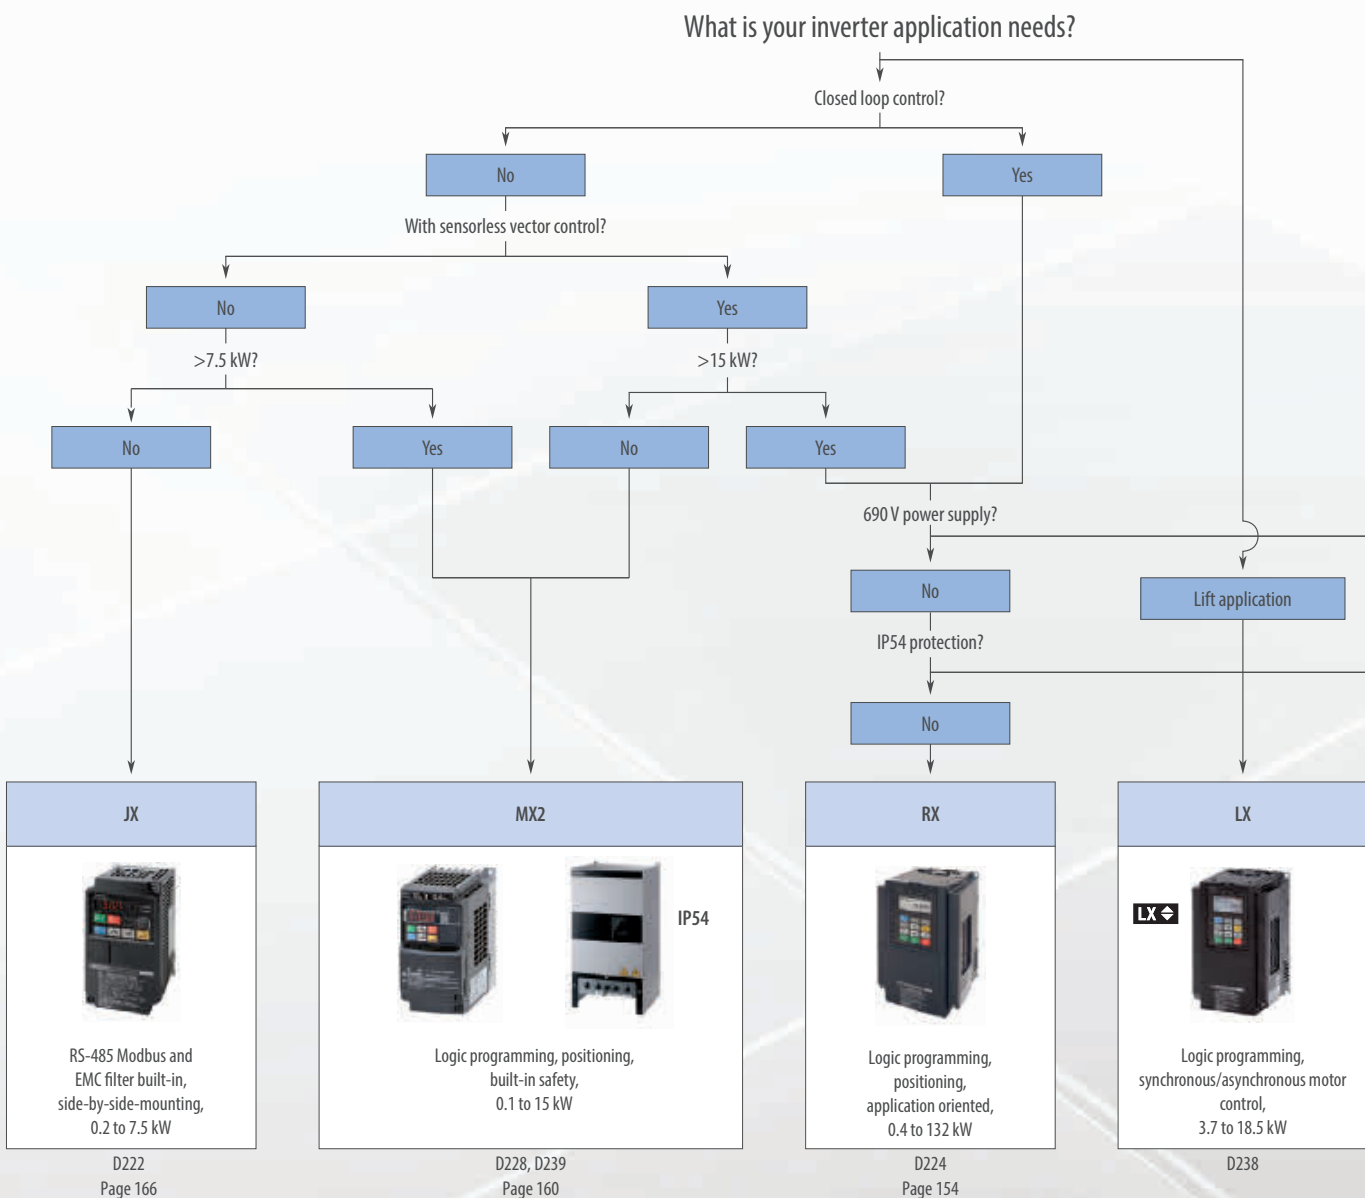 What is your inverter application needs?
Closed loop control?
No
Yes
With sensorless vector control?
No
Yes
>7.5 kW?
>15 kW?
No
Yes
No
Yes
690 V power supply?
No
Lift application
IP54 protection?
No
JX
MX2
RX
LX
IP54
LX
RS-485 Modbus and
EMC filter built-in,
side-by-side-mounting,
0.2 to 7.5 kW
Logic programming, positioning,
built-in safety,
0.1 to 15 kW
Logic programming,
positioning,
application oriented,
0.4 to 132 kW
Logic programming,
synchronous/asynchronous motor
control,
3.7 to 18.5 kW
D222
Page 166
D228, D239
Page 160
D224
Page 154
D238